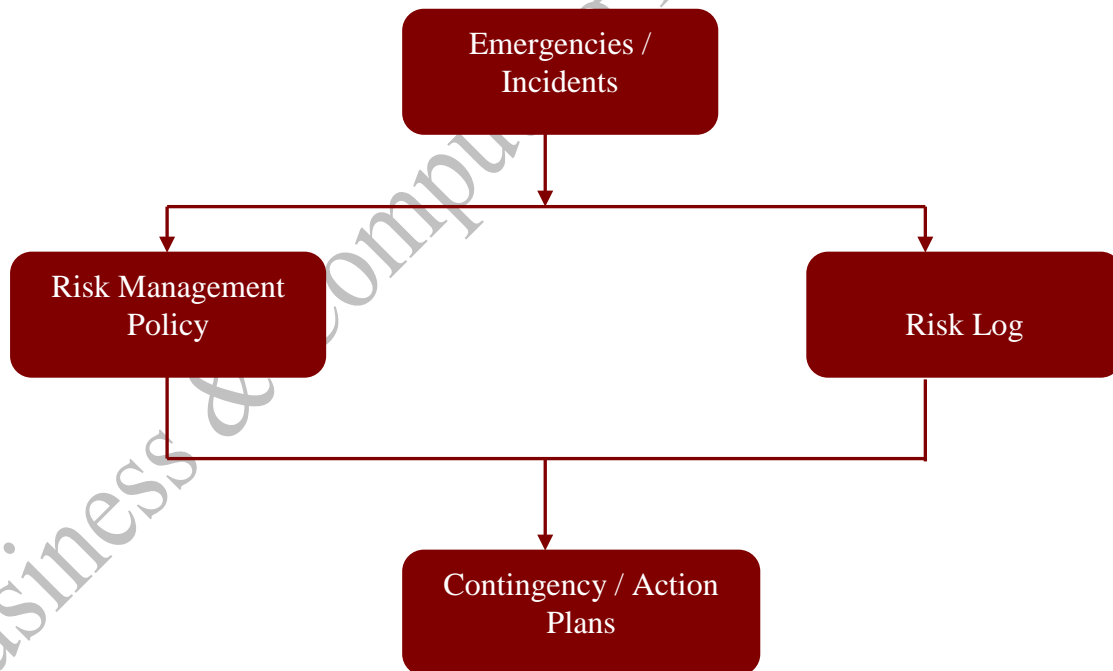 Emergencies /
Incidents
Risk Management
Policy
Risk Log
Contingency / Action
Plans